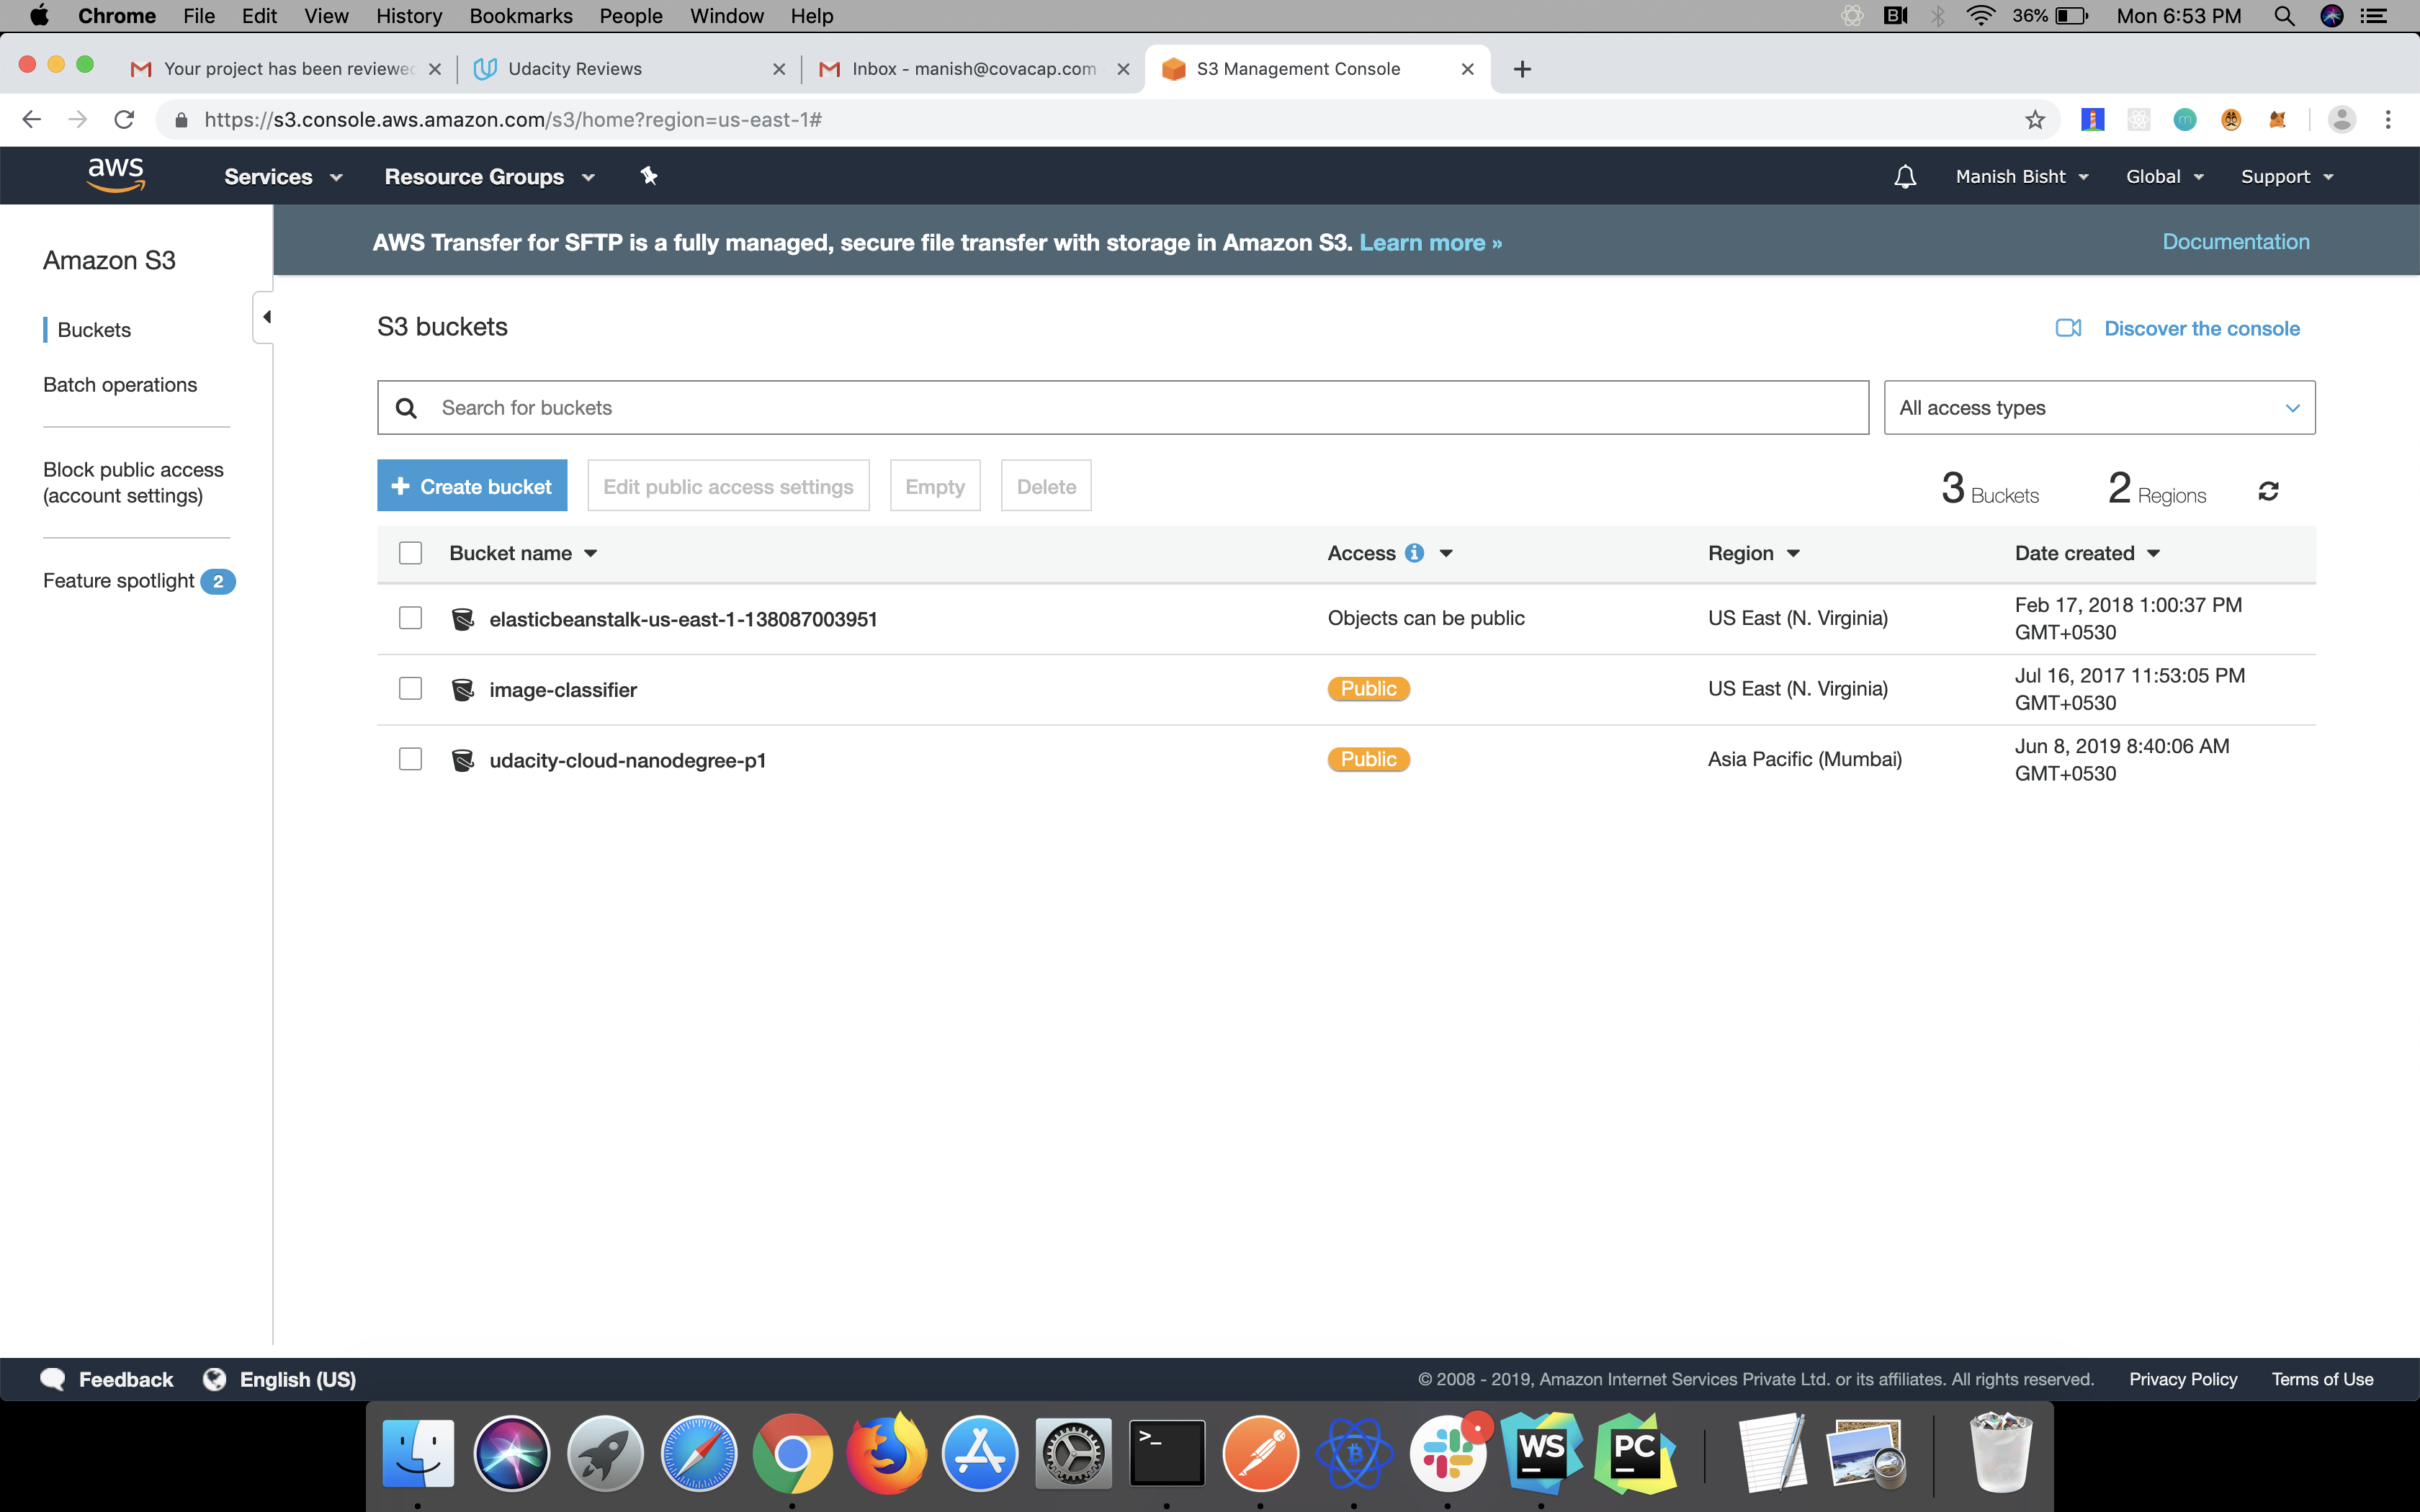 Chrome File Edit View History Bookmarks People Window Help
36% Mon 6:53 PM
Your project has been reviewed
Udacity Reviews
Inbox - manish@covacap.com
S3 Management Console
https://s3.console.aws.amazon.com/s3/home?region=us-east-1#
aws Services Resource Groups
Manish Bisht Global Support
AWS Transfer for SFTP is a fully managed, secure file transfer with storage in Amazon S3. Learn more »
Documentation
Amazon S3
Buckets
Batch operations
Block public access
(account settings)
Feature spotlight 2
S3 buckets
Discover the console
Search for buckets
All access types
+ Create bucket
Edit public access settings
Empty
Delete
3 Buckets
2 Regions
Bucket name Access Region Date created
elasticbeanstalk-us-east-1-138087003951 Objects can be public US East (N. Virginia) Feb 17, 2018 1:00:37 PM
GMT+0530
image-classifier Public US East (N. Virginia) Jul 16, 2017 11:53:05 PM
GMT+0530
udacity-cloud-nanodegree-p1 Public Asia Pacific (Mumbai) Jun 8, 2019 8:40:06 AM
GMT+0530
Feedback English (US)
© 2008 - 2019, Amazon Internet Services Private Ltd. or its affiliates. All rights reserved. Privacy Policy Terms of Use
>_
WS
PC